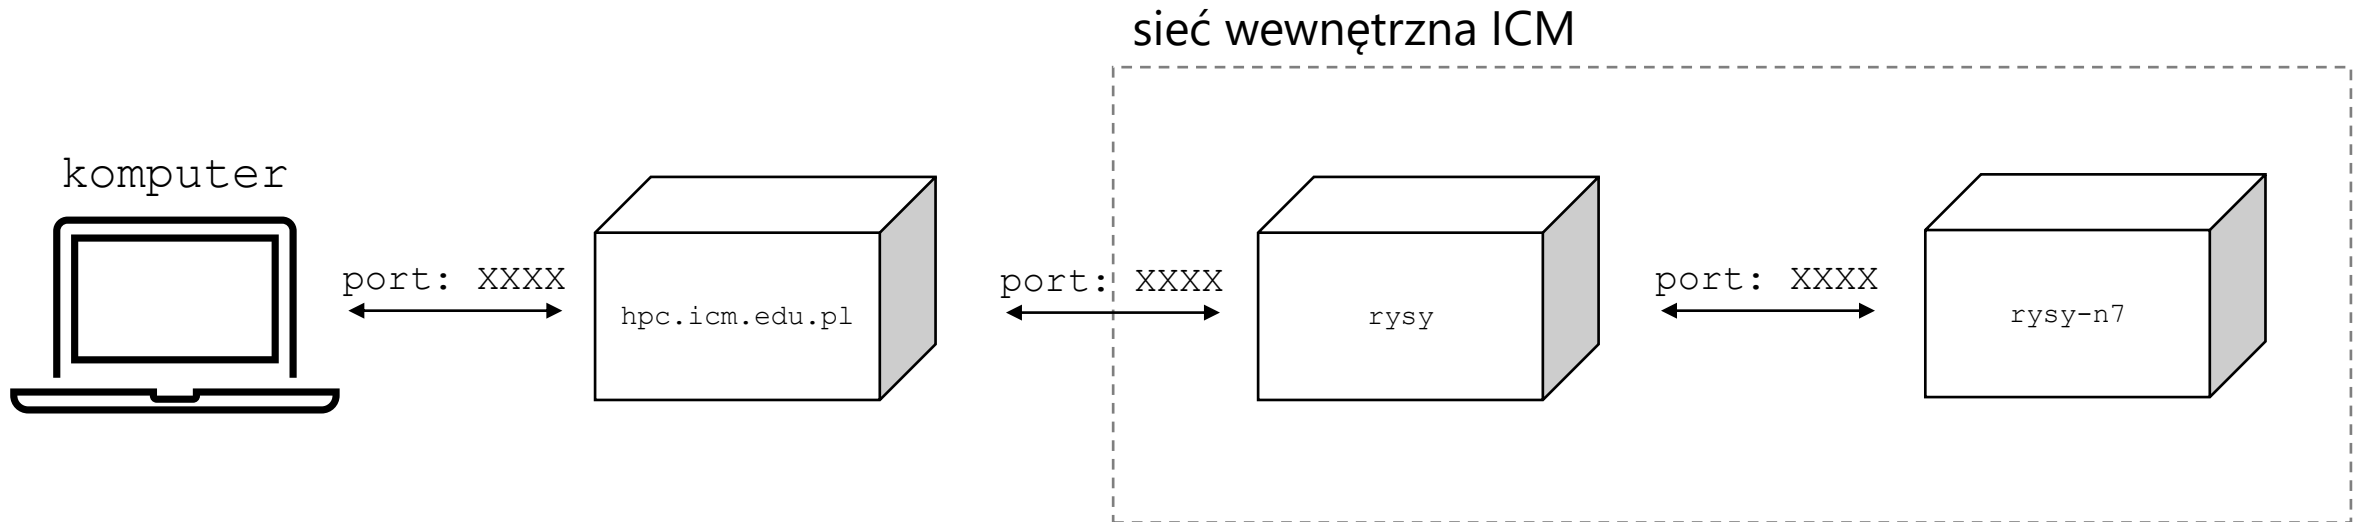 sieć wewnętrzna ICM
komputer
port: XXXX
hpc.icm.edu.pl
port: XXXX
rysy
port: XXXX
rysy-n7